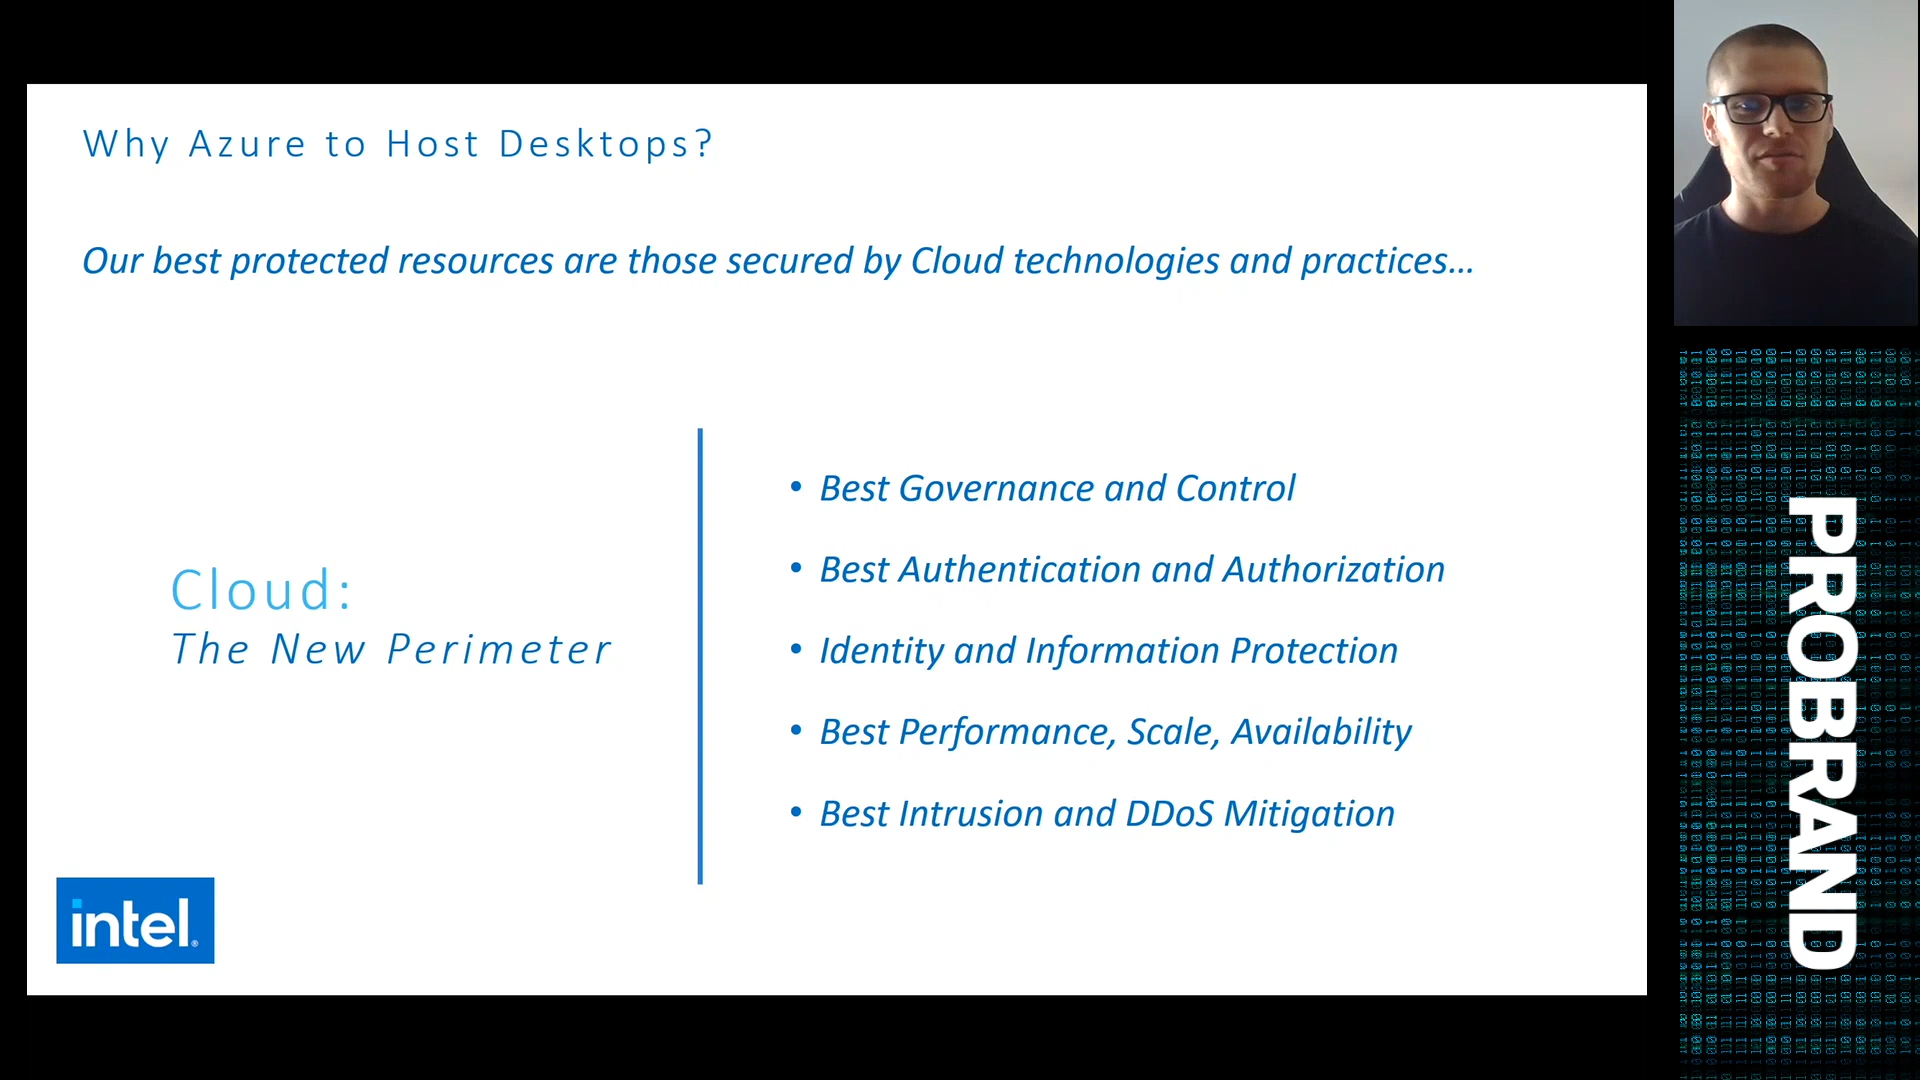 Why Azure to Host Desktops?
Our best protected resources are those secured by Cloud technologies and practices...
Cloud:
The New Perimeter
• Best Governance and Control
• Best Authentication and Authorization
• Identity and Information Protection
• Best Performance, Scale, Availability
• Best Intrusion and DDoS Mitigation
intel®
PROBRAND